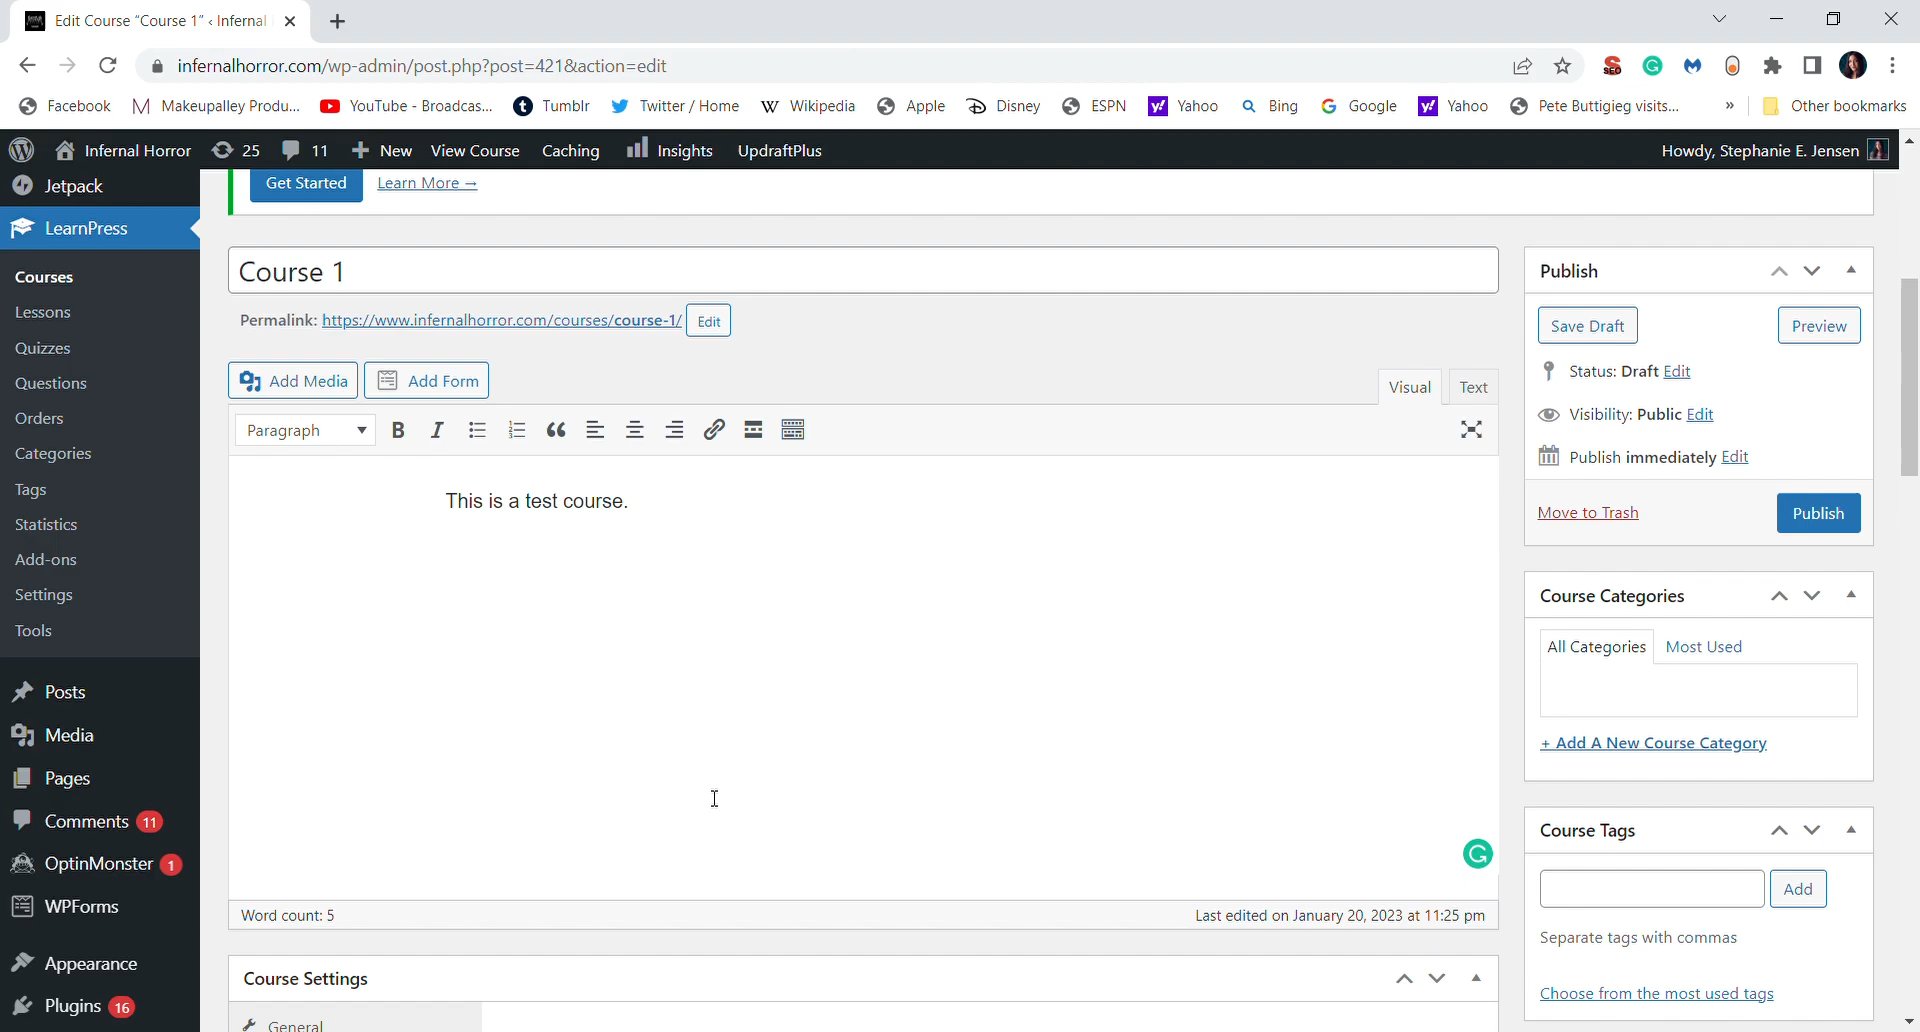 Edit Course “Course 1” ‹ Infernal
infernalhorror.com/wp-admin/post.php?post=421&action=edit
SEO
Facebook
Makeupalley Produ...
YouTube - Broadcas...
Tumblr
Twitter / Home
Wikipedia
Apple
Disney
ESPN
Yahoo
Bing
Google
Yahoo
Pete Buttigieg visits...
»
Other bookmarks
Infernal Horror
25
11
New
View Course
Caching
Insights
UpdraftPlus
Howdy, Stephanie E. Jensen
Jetpack
LearnPress
Courses
Lessons
Quizzes
Questions
Orders
Categories
Tags
Statistics
Add-ons
Settings
Tools
Posts
Media
Pages
Comments 11
OptinMonster 1
WPForms
Appearance
Plugins 16
Get Started
Learn More →
Course 1
Permalink: https://www.infernalhorror.com/courses/course-1/ Edit
Add Media
Add Form
Visual
Text
Paragraph
B
I
This is a test course.
Word count: 5
Last edited on January 20, 2023 at 11:25 pm
Course Settings
General
Publish
Save Draft
Preview
Status: Draft Edit
Visibility: Public Edit
Publish immediately Edit
Move to Trash
Publish
Course Categories
All Categories
Most Used
+ Add A New Course Category
Course Tags
Add
Separate tags with commas
Choose from the most used tags